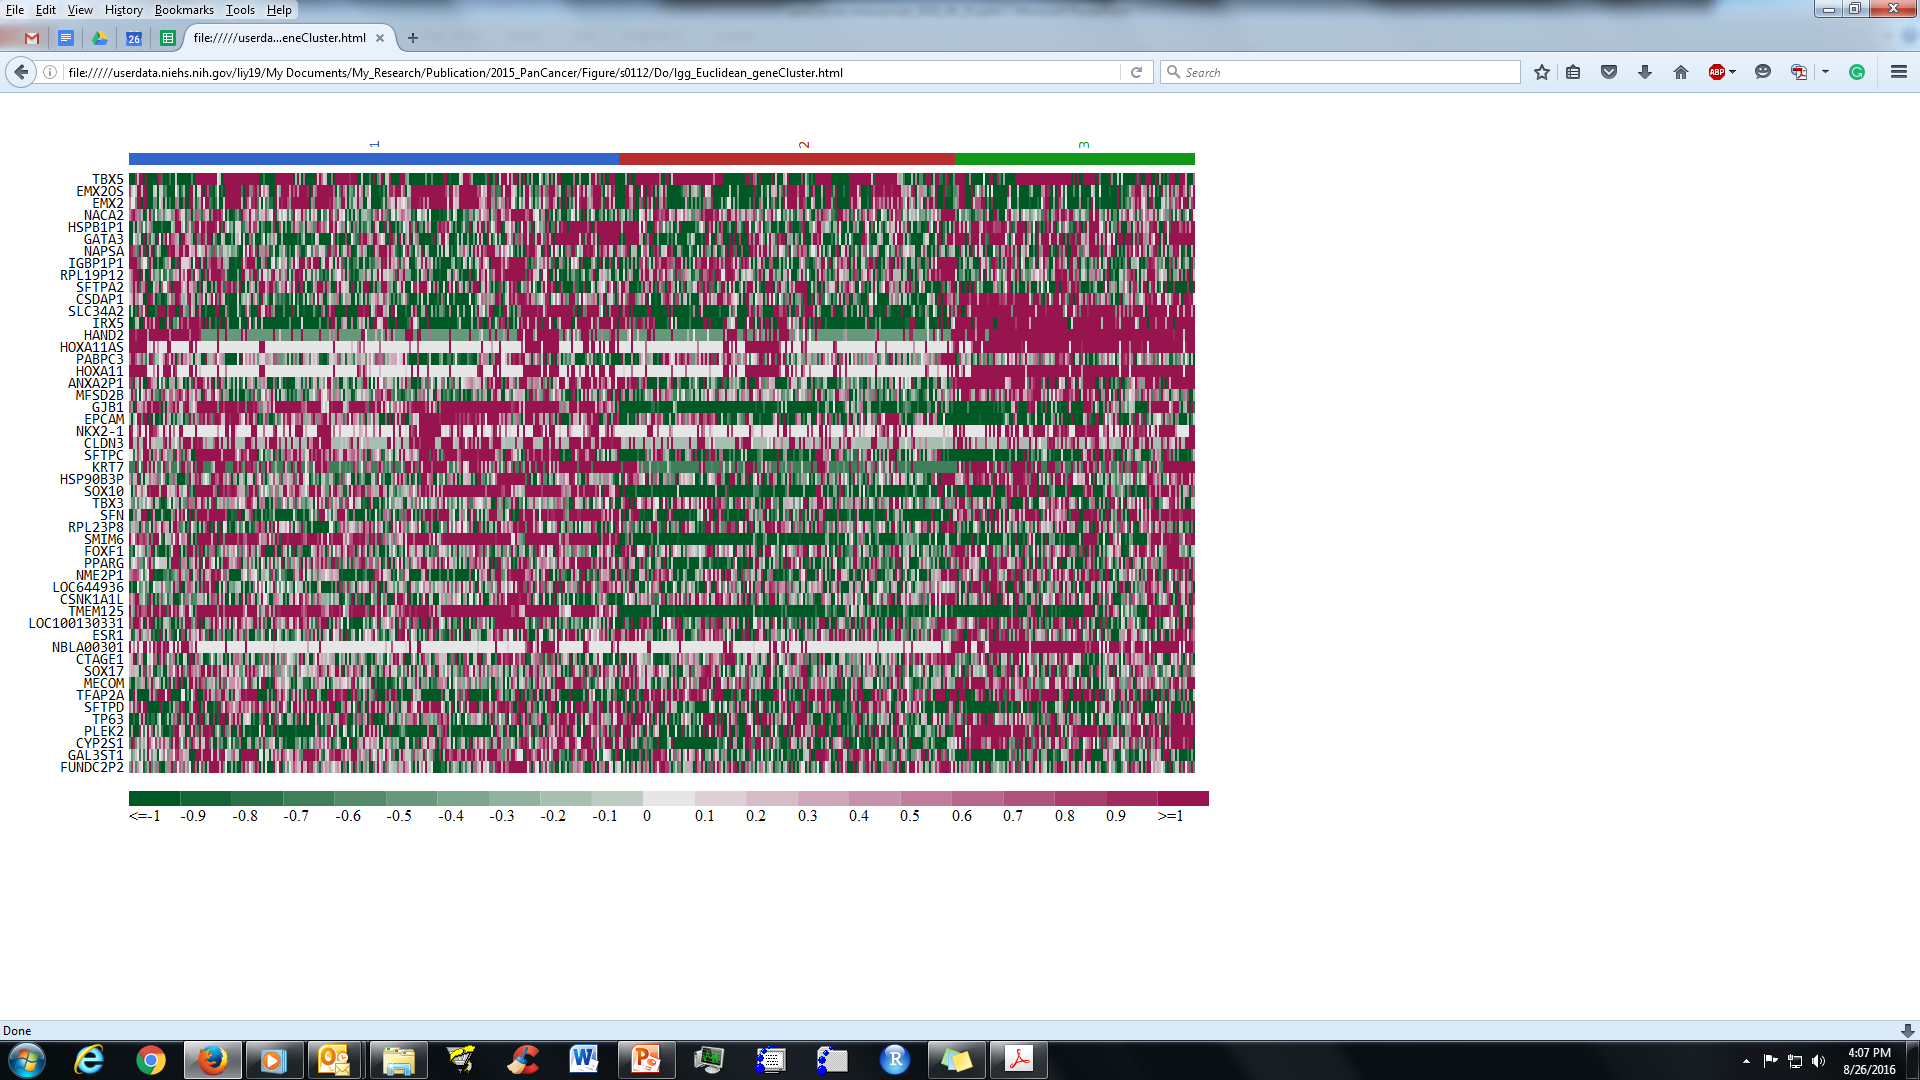 File Edit View History Bookmarks Tools Help
26
file://///userda...eneCluster.html
file://///userdata.niehs.nih.gov/liy19/My Documents/My_Research/Publication/2015_PanCancer/Figure/s0112/Do/lgg_Euclidean_geneCluster.html
Search
ABP
1 2 3
TBX5
EMX2OS
EMX2
NACA2
HSPB1P1
GATA3
NAPSA
IGBP1P1
RPL19P12
SFTPA2
CSDAP1
SLC34A2
IRX5
HAND2
HOXA11AS
PABPC3
HOXA11
ANXA2P1
MFSD2B
GJB1
EPCAM
NKX2-1
CLDN3
SFTPC
KRT7
HSP90B3P
SOX10
TBX3
SFN
RPL23P8
SMIM6
FOXF1
PPARG
NME2P1
LOC644936
CSNK1A1L
TMEM125
LOC100130331
ESR1
NBLA00301
CTAGE1
SOX17
MECOM
TFAP2A
SFTPD
TP63
PLEK2
CYP2S1
GAL3ST1
FUNDC2P2
<=-1 -0.9 -0.8 -0.7 -0.6 -0.5 -0.4 -0.3 -0.2 -0.1 0 0.1 0.2 0.3 0.4 0.5 0.6 0.7 0.8 0.9 >=1
Done
4:07 PM
8/26/2016